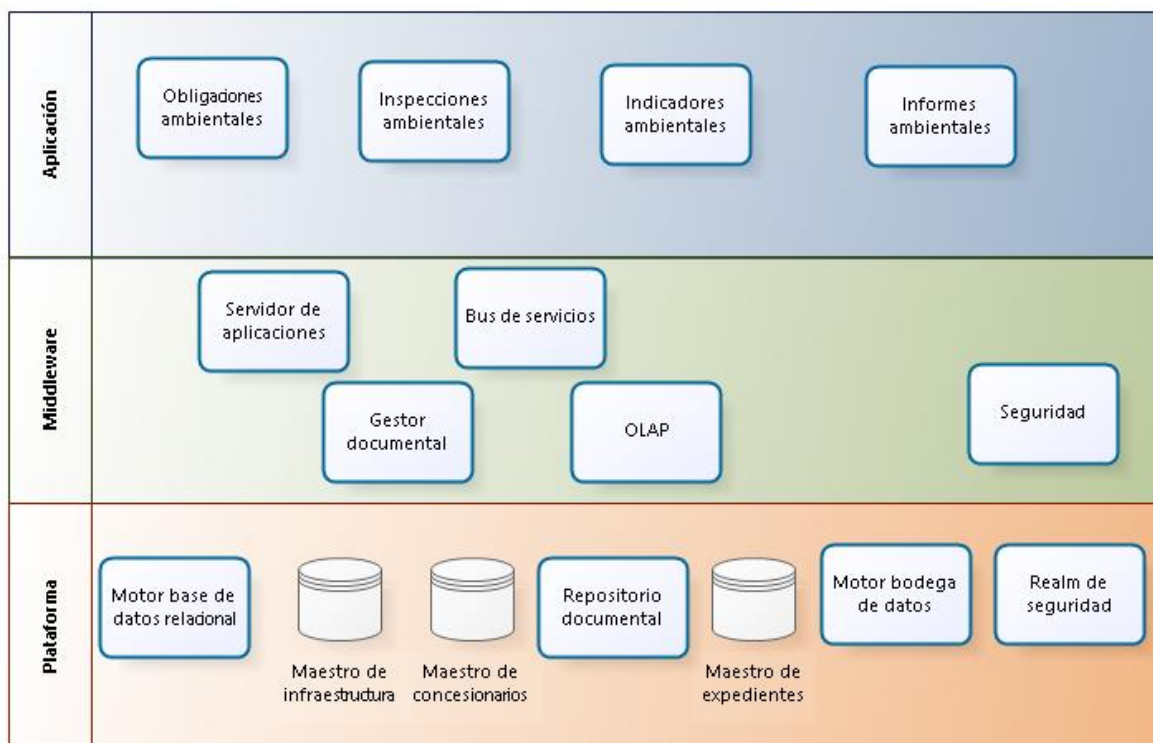 Aplicación
Obligaciones
ambientales
Inspecciones
ambientales
Indicadores
ambientales
Informes
ambientales
Middleware
Servidor de
aplicaciones
Bus de servicios
Gestor
documental
OLAP
Seguridad
Plataforma
Motor base de
datos relacional
Maestro de
infraestructura
Maestro de
concesionarios
Repositorio
documental
Maestro de
expedientes
Motor bodega
de datos
Realm de
seguridad